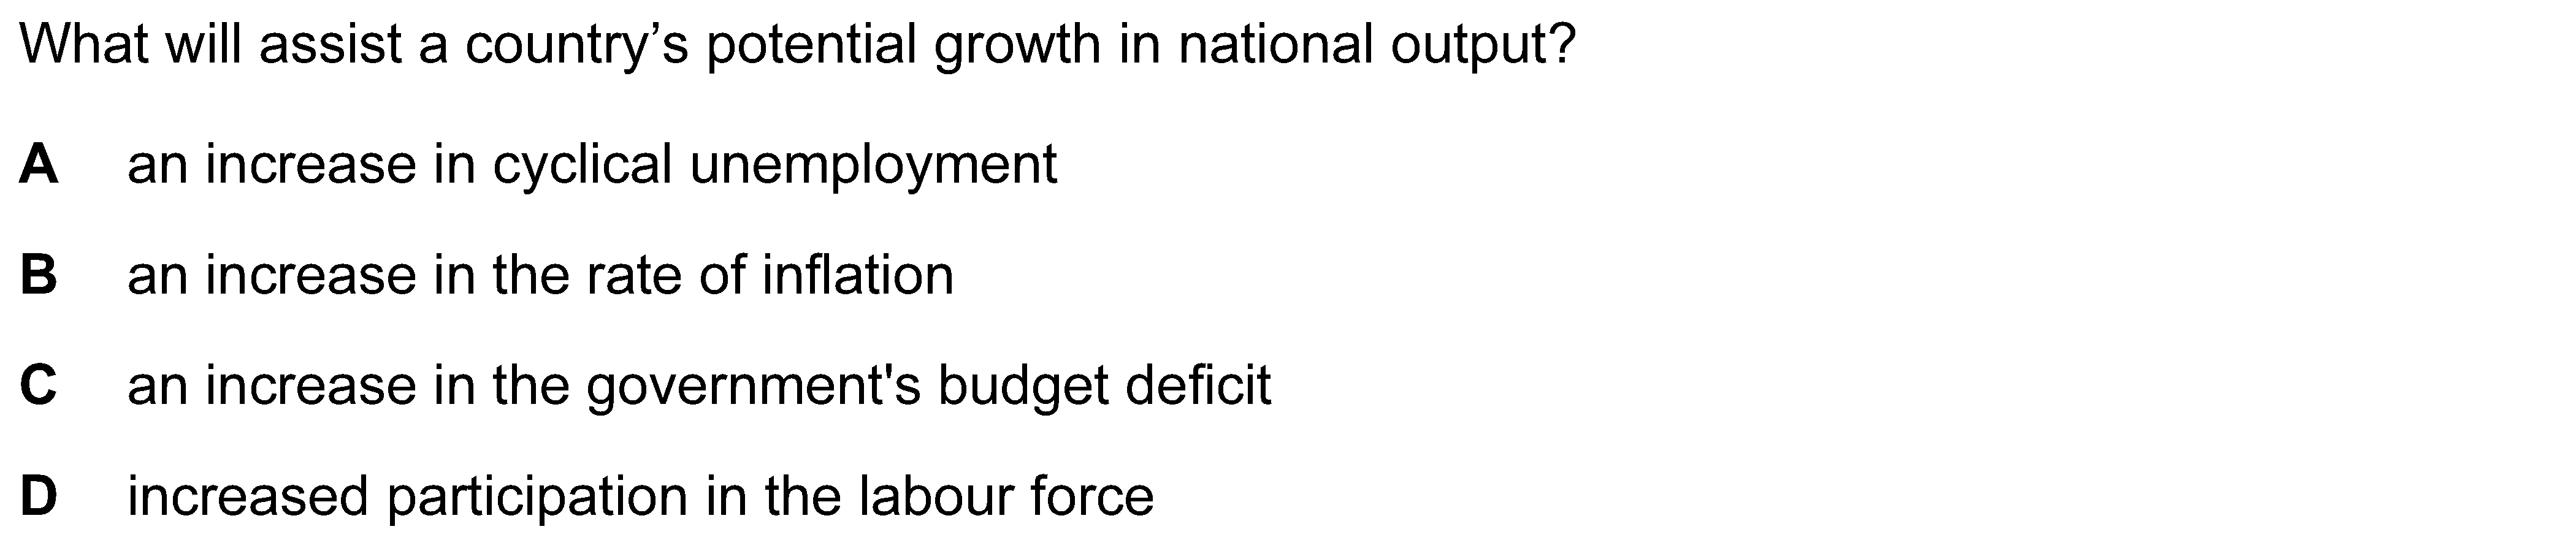 What will assist a country’s potential growth in national output?
A an increase in cyclical unemployment
B an increase in the rate of inflation
C an increase in the government's budget deficit
D increased participation in the labour force